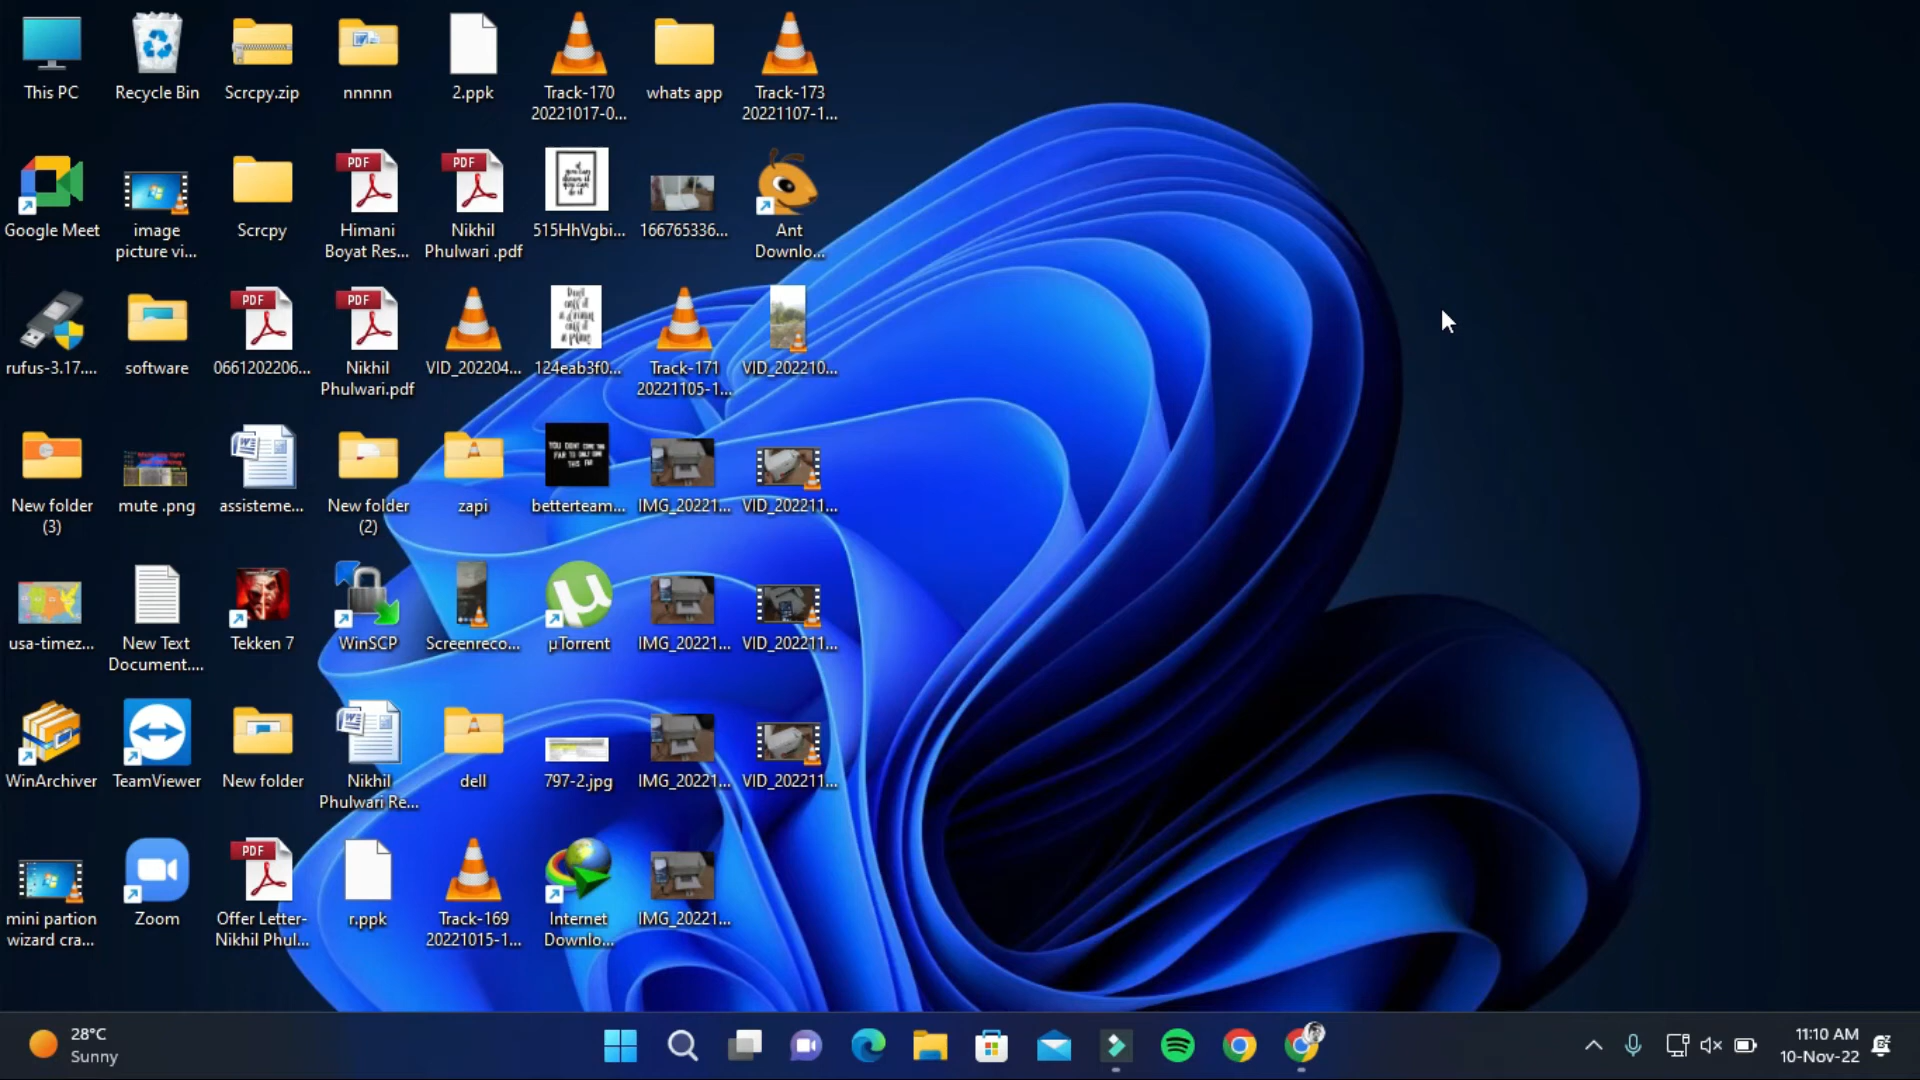 This PC
Recycle Bin
Scrcpy.zip
nnnnn
2.ppk
Track-170
20221017-0...
whats app
Track-173
20221107-1...
Google Meet
image
picture vi...
Scrcpy
PDF
Himani
Boyat Res...
PDF
Nikhil
Phulwari .pdf
515HhVgbi...
166765336...
Ant
Downlo...
rufus-3.17....
software
PDF
0661202206...
PDF
Nikhil
Phulwari.pdf
VID_202204...
124eab3f0...
Track-171
20221105-1...
VID_202210...
New folder
(3)
mute .png
assisteme...
New folder
(2)
zapi
betterteam...
IMG_20221...
VID_202211...
usa-timez...
New Text
Document....
Tekken 7
WinSCP
Screenreco...
µ
µTorrent
IMG_20221...
VID_202211...
WinArchiver
TeamViewer
New folder
Nikhil
Phulwari Re...
dell
797-2.jpg
IMG_20221...
VID_202211...
mini partion
wizard cra...
Zoom
PDF
Offer Letter-
Nikhil Phul...
r.ppk
Track-169
20221015-1...
Internet
Downlo...
IMG_20221...
28°C
Sunny
11:10 AM
10-Nov-22